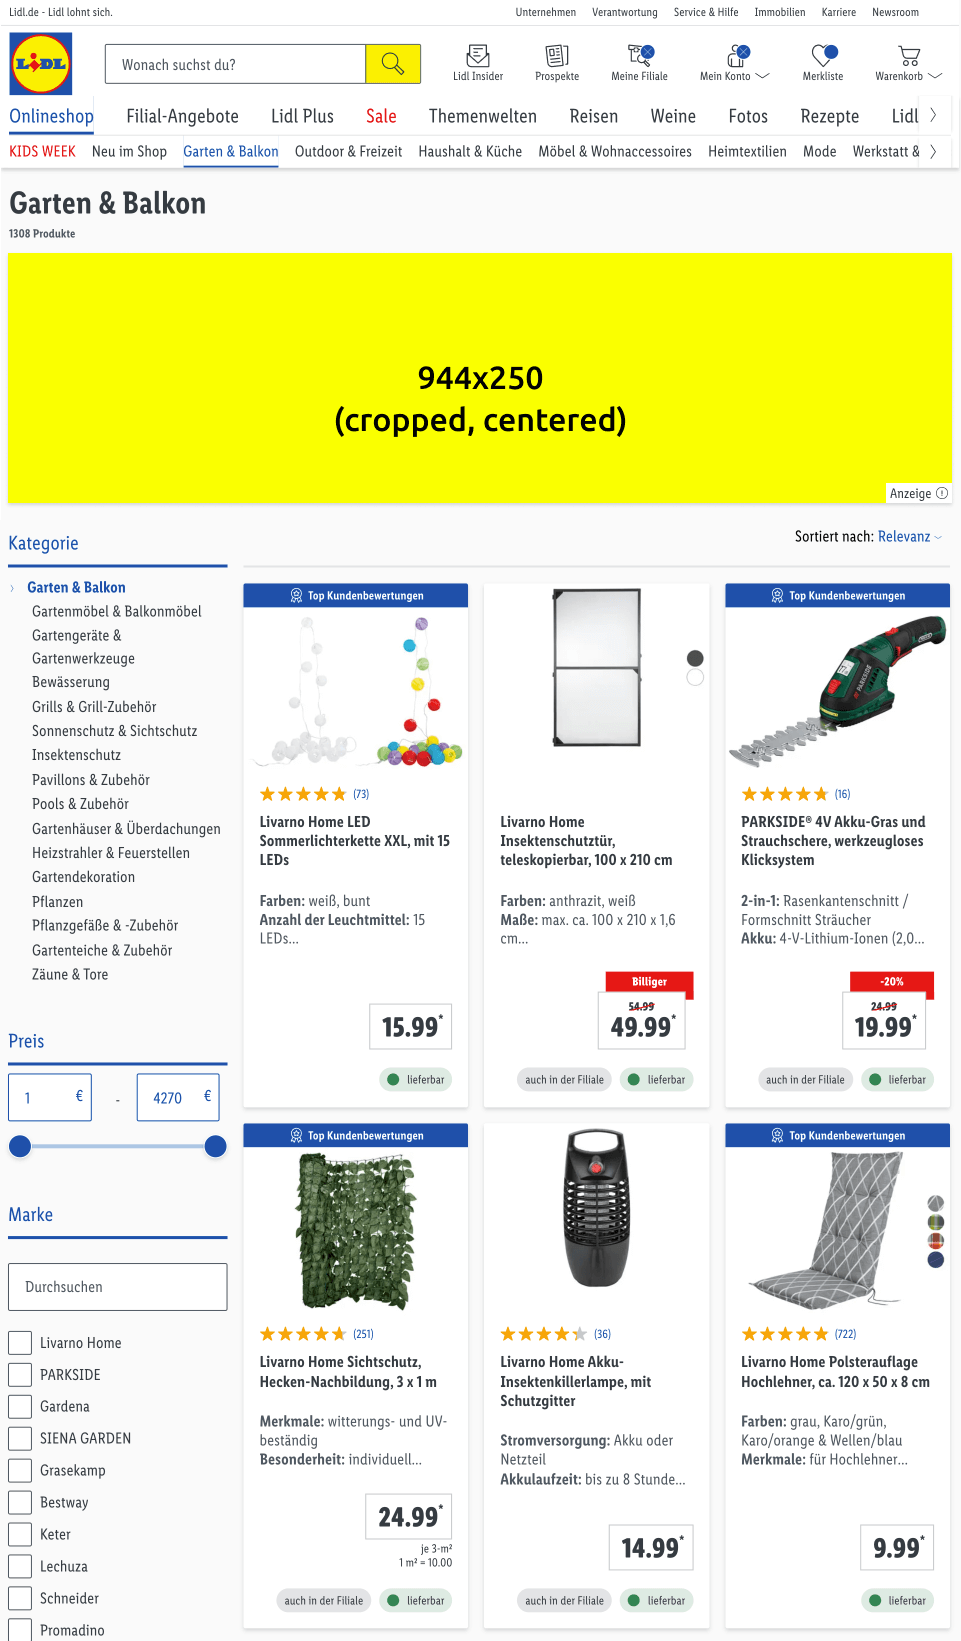 Lidl.de - Lidl lohnt sich.
Unternehmen Verantwortung Service & Hilfe Immobilien Karriere Newsroom
LIDL
Wonach suchst du?
Lidl Insider Prospekte Meine Filiale Mein Konto Merkliste Warenkorb
Onlineshop Filial-Angebote Lidl Plus Sale Themenwelten Reisen Weine Fotos Rezepte Lidl
KIDS WEEK Neu im Shop Garten & Balkon Outdoor & Freizeit Haushalt & Küche Möbel & Wohnaccessoires Heimtextilien Mode Werkstatt &
Garten & Balkon
1308 Produkte
944x250
(cropped, centered)
Anzeige
Sortiert nach: Relevanz
Kategorie
Garten & Balkon
Gartenmöbel & Balkonmöbel
Gartengeräte &
Gartenwerkzeuge
Bewässerung
Grills & Grill-Zubehör
Sonnenschutz & Sichtschutz
Insektenschutz
Pavillons & Zubehör
Pools & Zubehör
Gartenhäuser & Überdachungen
Heizstrahler & Feuerstellen
Gartendekoration
Pflanzen
Pflanzgefäße & -Zubehör
Gartenteiche & Zubehör
Zäune & Tore
Preis
1 € - 4270 €
Marke
Durchsuchen
Livarno Home
PARKSIDE
Gardena
SIENA GARDEN
Grasekamp
Bestway
Keter
Lechuza
Schneider
Promadino
Top Kundenbewertungen
(73)
Livarno Home LED
Sommerlichterkette XXL, mit 15
LEDs
Farben: weiß, bunt
Anzahl der Leuchtmittel: 15
LEDs...
15.99*
lieferbar
Livarno Home
Insektenschutztür,
teleskopierbar, 100 x 210 cm
Farben: anthrazit, weiß
Maße: max. ca. 100 x 210 x 1,6
cm...
Billiger
54.99
49.99*
auch in der Filiale lieferbar
Top Kundenbewertungen
PARKSIDE
(16)
PARKSIDE® 4V Akku-Gras und
Strauchschere, werkzeugloses
Klicksystem
2-in-1: Rasenkantenschnitt /
Formschnitt Sträucher
Akku: 4-V-Lithium-Ionen (2,0...
-20%
24.99
19.99*
auch in der Filiale lieferbar
Top Kundenbewertungen
(251)
Livarno Home Sichtschutz,
Hecken-Nachbildung, 3 x 1 m
Merkmale: witterungs- und UV-
beständig
Besonderheit: individuell...
24.99*
je 3-m²
1 m² = 10.00
auch in der Filiale lieferbar
(36)
Livarno Home Akku-
Insektenkillerlampe, mit
Schutzgitter
Stromversorgung: Akku oder
Netzteil
Akkulaufzeit: bis zu 8 Stunde...
14.99*
auch in der Filiale lieferbar
Top Kundenbewertungen
(722)
Livarno Home Polsterauflage
Hochlehner, ca. 120 x 50 x 8 cm
Farben: grau, Karo/grün,
Karo/orange & Wellen/blau
Merkmale: für Hochlehner...
9.99*
lieferbar